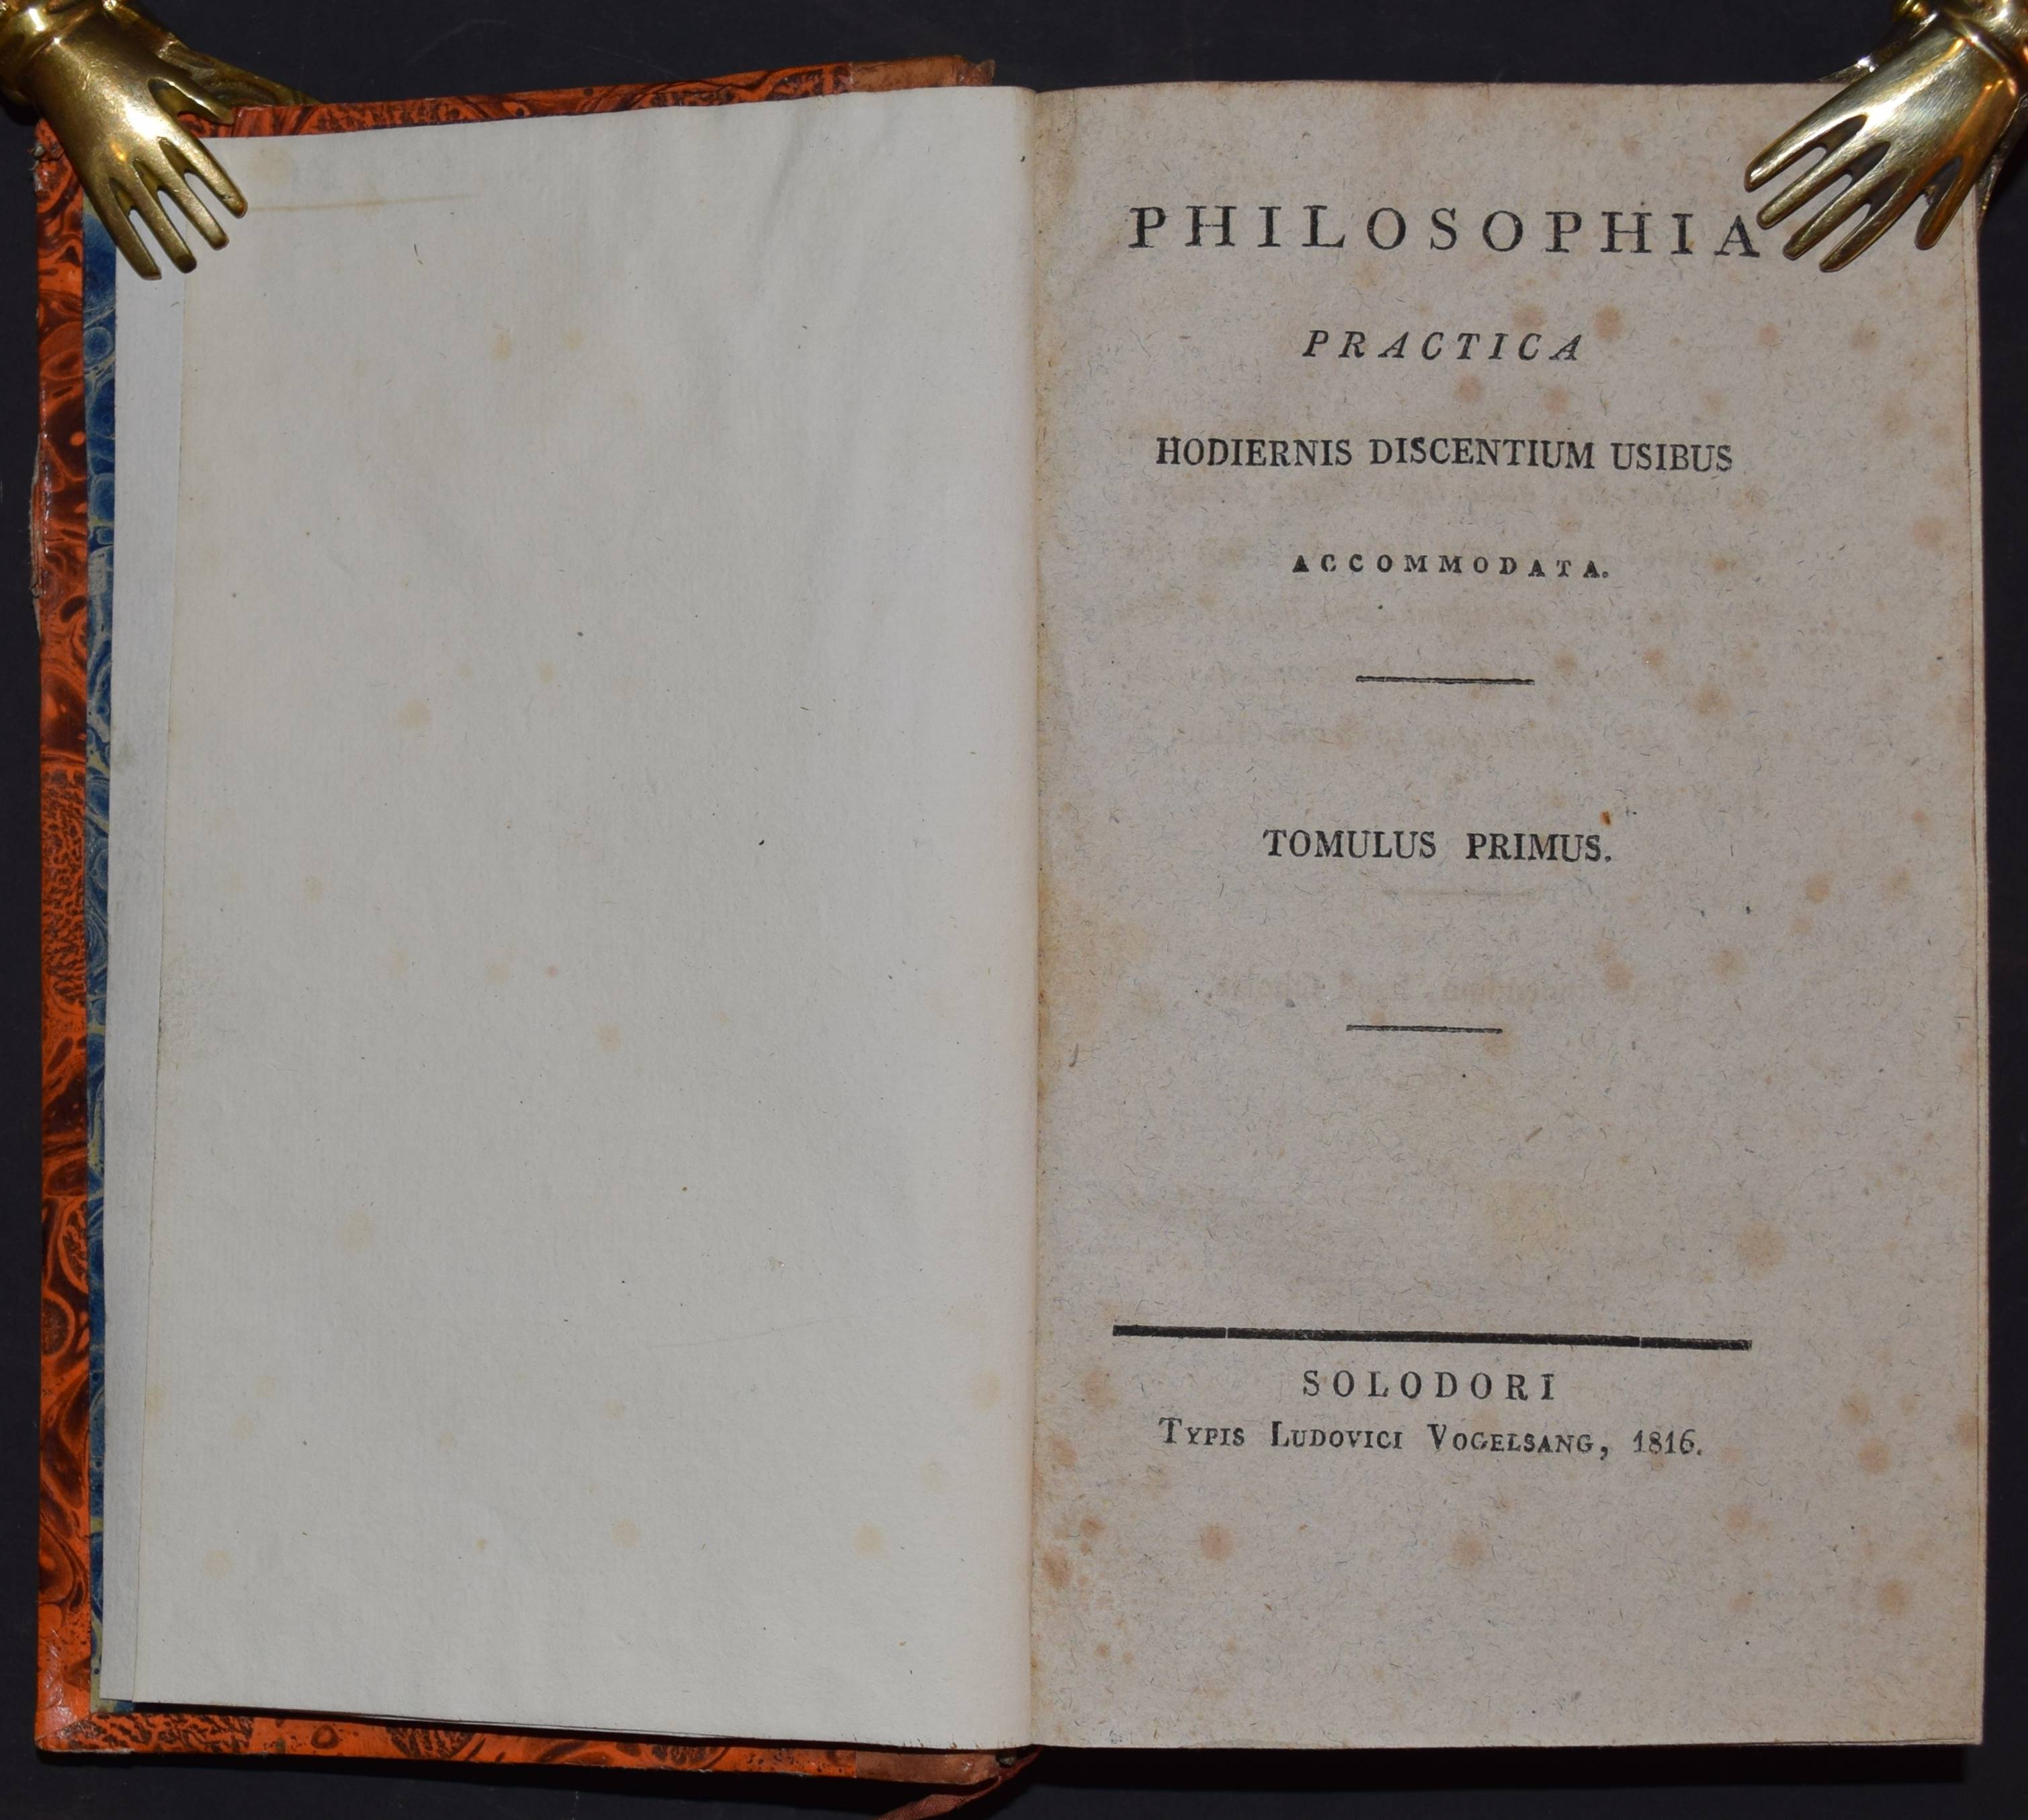 PHILOSOPHIA
PRACTICA
HODIERNIS DISCENTIUM USIBUS
ACCOMMODATA.
TOMULUS PRIMUS.
SOLODORI
TYPIS LUDOVICI VOGELSANG, 1816.